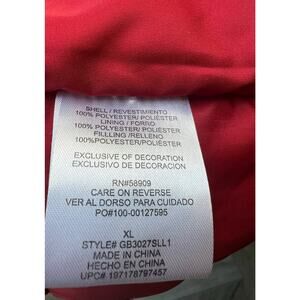 SHELL / REVESTIMIENTO
100% POLYESTER/ POLIÉSTER
LINING / FORRO
100% POLYESTER / POLIÉSTER
FILLLING /RELLENO
100%POLYESTER/POLIÉSTER
EXCLUSIVE OF DECORATION
EXCLUSIVO DE DECORACION
RN#58909
CARE ON REVERSE
VER AL DORSO PARA CUIDADO
PO#100-00127595
XL
STYLE# GB3027SLL1
MADE IN CHINA
HECHO EN CHINA
UPC# 197178797457